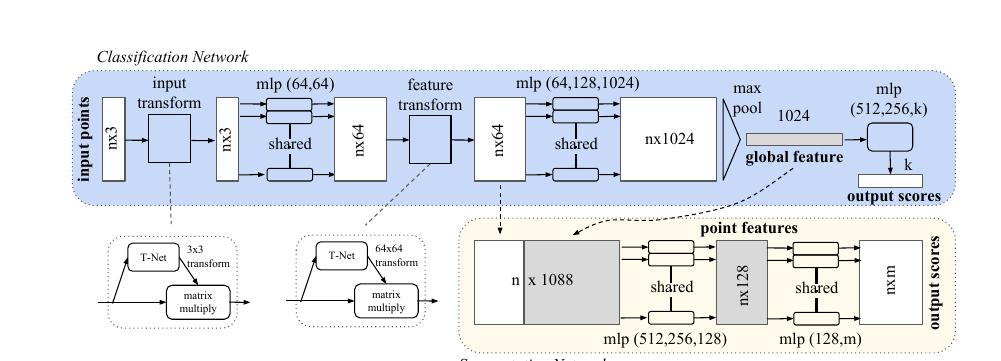 Classification Network
input points
nx3
input
transform
nx3
mlp (64,64)
shared
nx64
feature
transform
nx64
mlp (64,128,1024)
shared
nx1024
max
pool
1024
global feature
mlp
(512,256,k)
k
output scores
T-Net
3x3
transform
matrix
multiply
T-Net
64x64
transform
matrix
multiply
point features
n x 1088
shared
mlp (512,256,128)
nx128
shared
mlp (128,m)
nxm
output scores